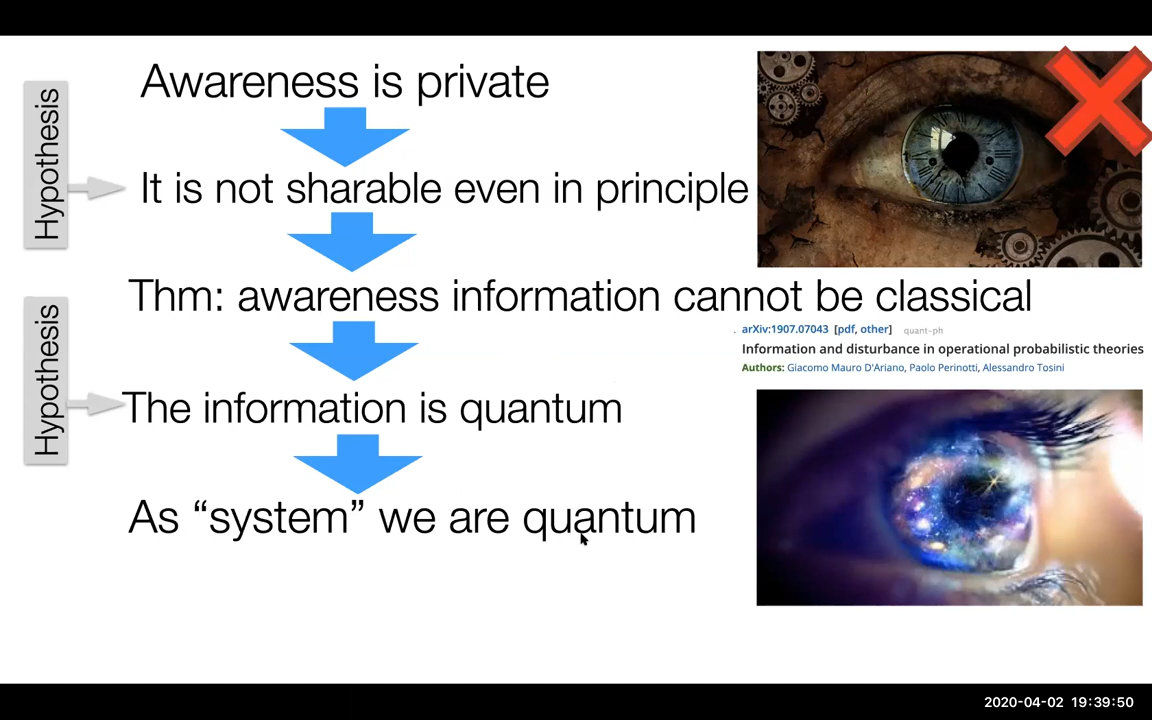 Hypothesis
Awareness is private
It is not sharable even in principle
Thm: awareness information cannot be classical
. arXiv:1907.07043 [pdf, other] quant-ph
Information and disturbance in operational probabilistic theories
Authors: Giacomo Mauro D'Ariano, Paolo Perinotti, Alessandro Tosini
Hypothesis
The information is quantum
As “system” we are quantum
2020-04-02 19:39:50